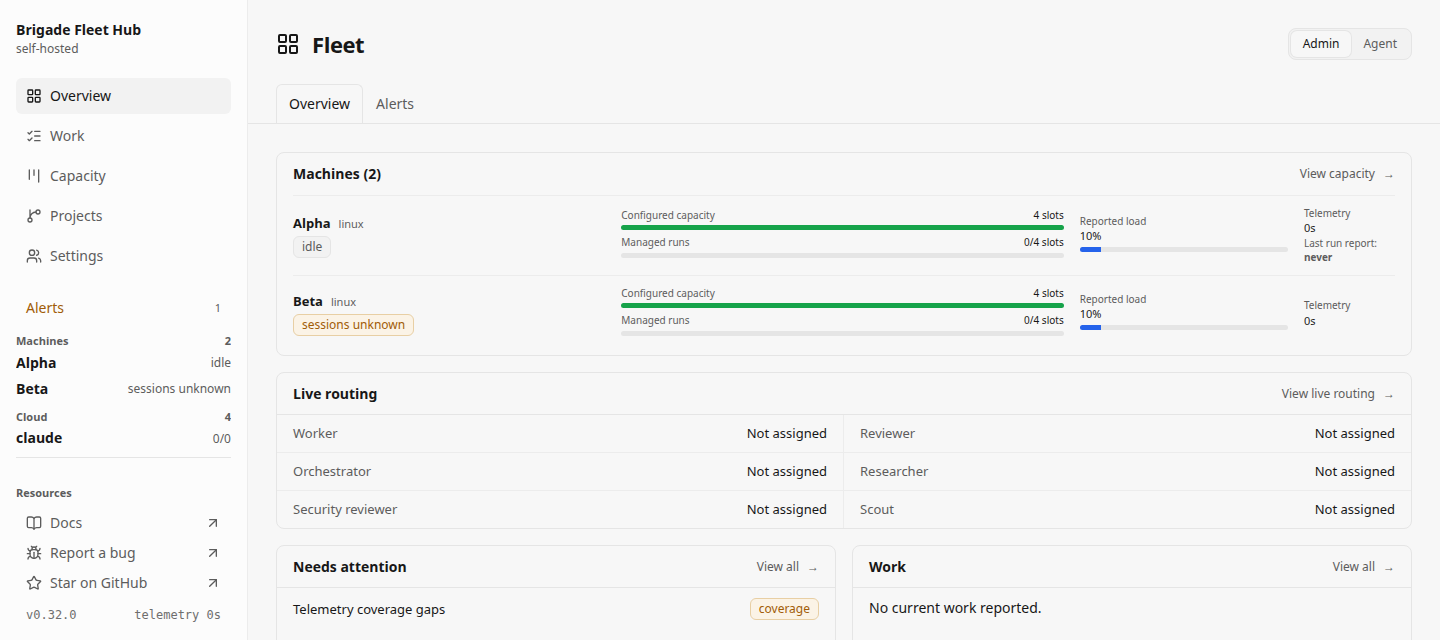 Brigade Fleet Hub
self-hosted
Overview
Work
Capacity
Projects
Settings
Alerts 1
Machines 2
Alpha idle
Beta sessions unknown
Cloud 4
claude 0/0
Resources
Docs
Report a bug
Star on GitHub
v0.32.0 telemetry 0s
Fleet
Admin Agent
Overview Alerts
Machines (2) View capacity →
Alpha linux
idle
Configured capacity 4 slots
Managed runs 0/4 slots
Reported load
10%
Telemetry
0s
Last run report:
never
Beta linux
sessions unknown
Configured capacity 4 slots
Managed runs 0/4 slots
Reported load
10%
Telemetry
0s
Live routing View live routing →
Worker Not assigned Reviewer Not assigned
Orchestrator Not assigned Researcher Not assigned
Security reviewer Not assigned Scout Not assigned
Needs attention View all →
Telemetry coverage gaps coverage
Work View all →
No current work reported.